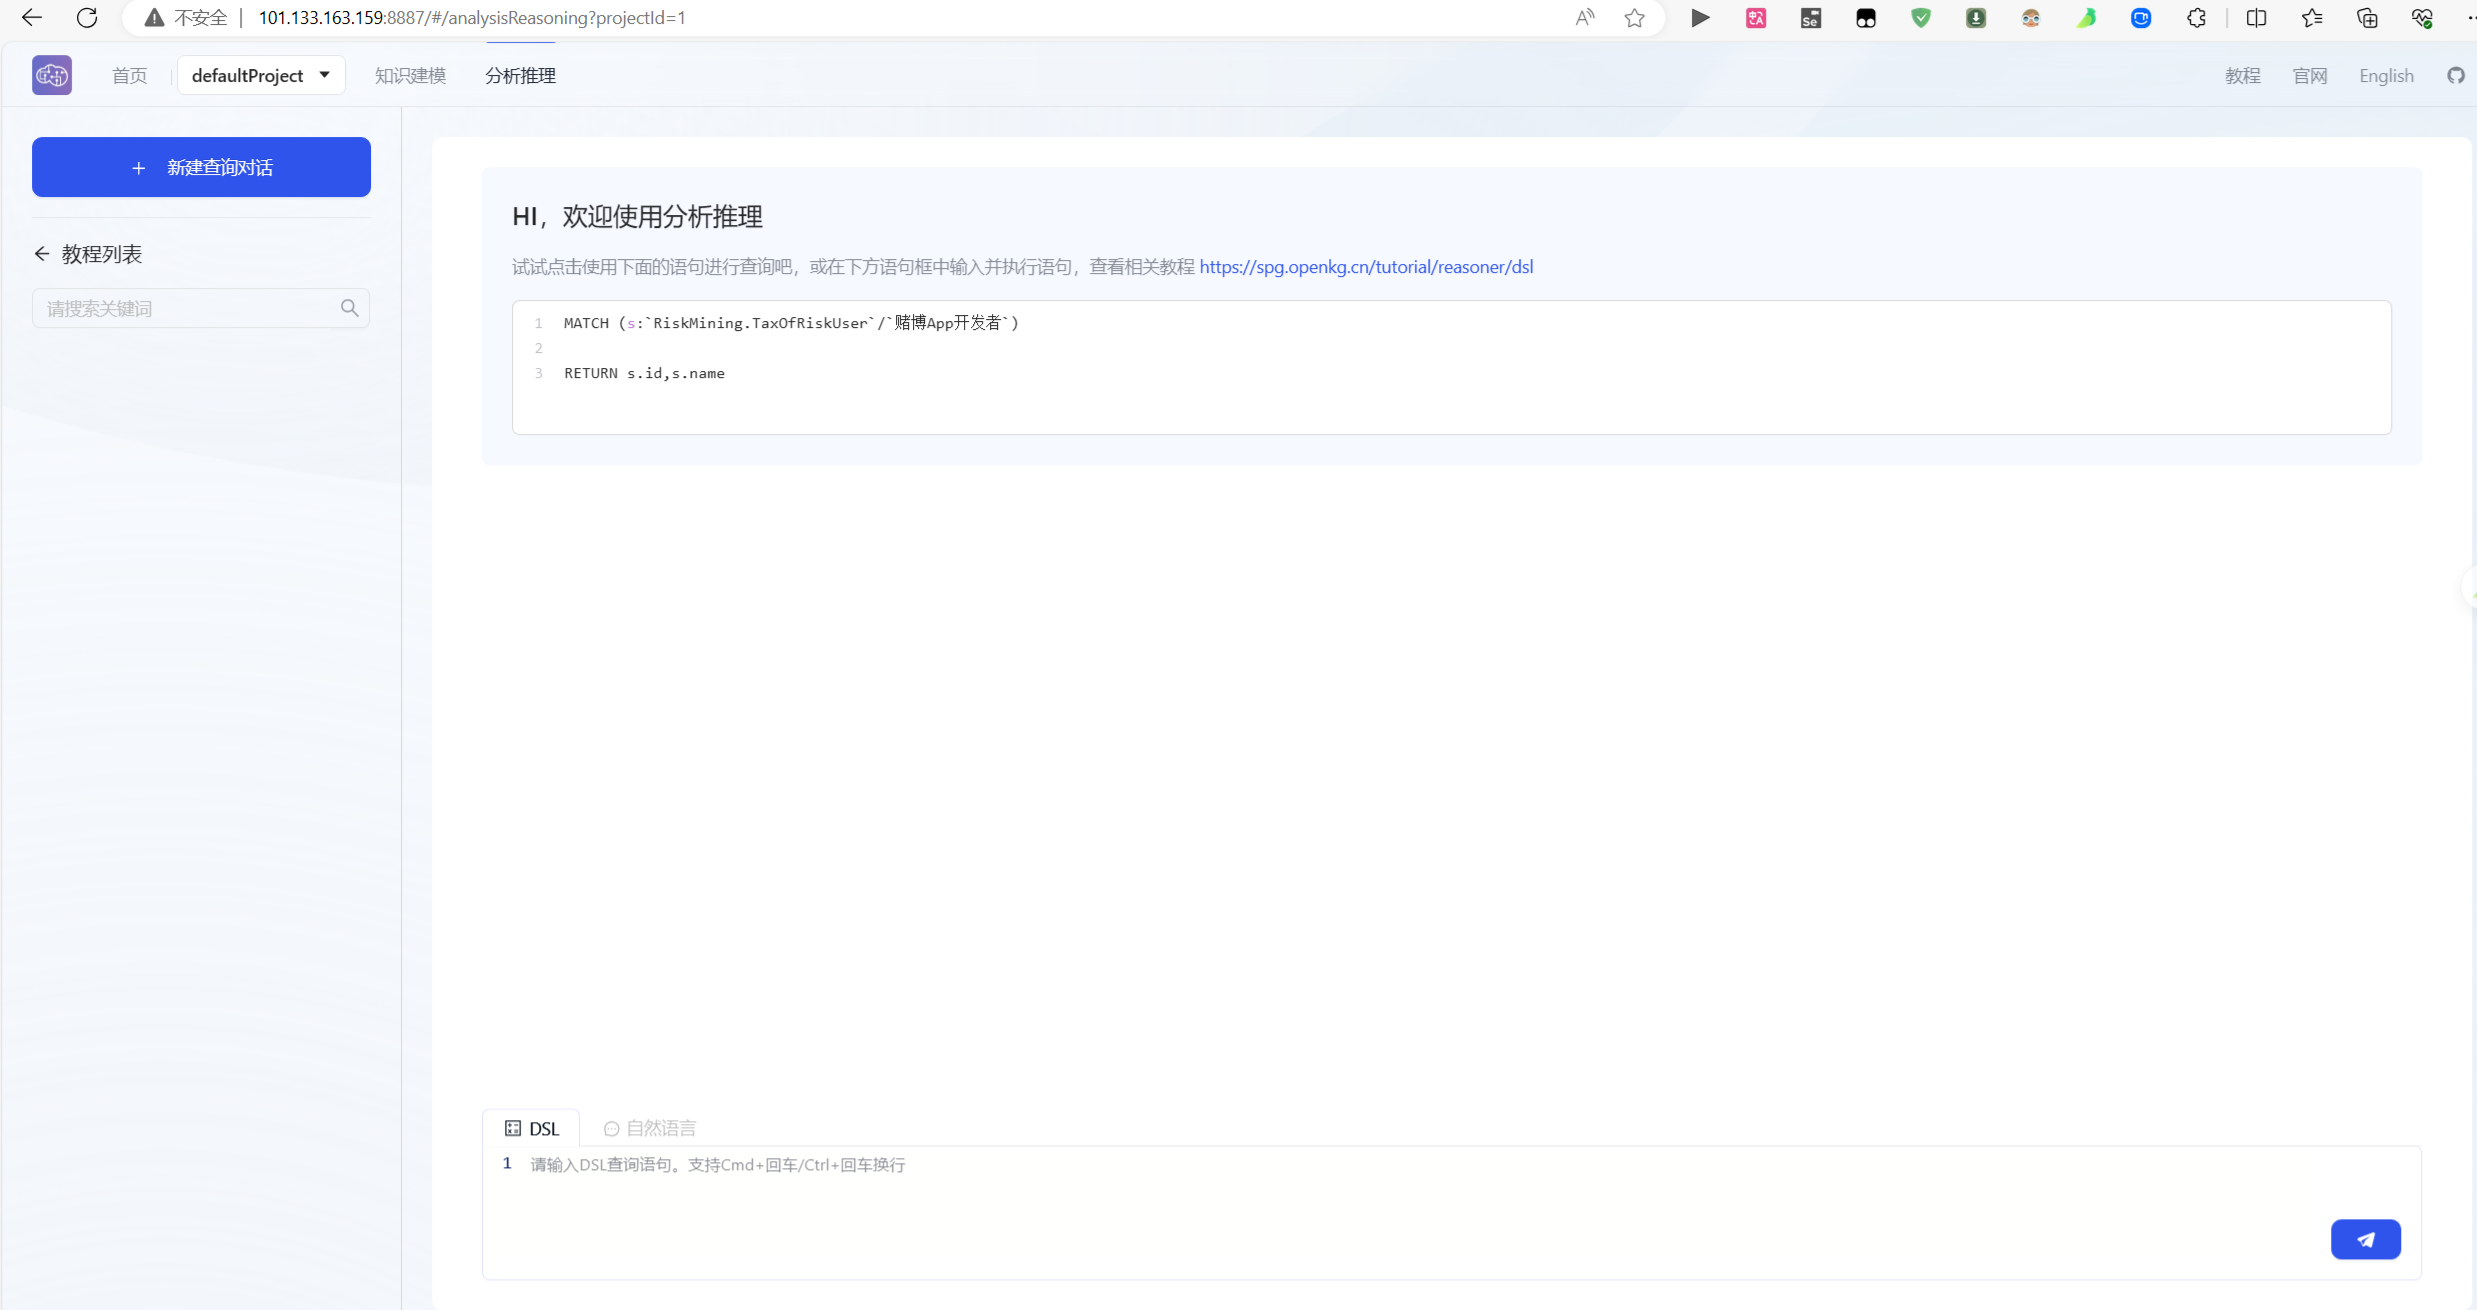 不安全 | 101.133.163.159:8887/#/analysisReasoning?projectId=1
首页 defaultProject 知识建模 分析推理 教程 官网 English
+ 新建查询对话
教程列表
请搜索关键词
HI，欢迎使用分析推理
试试点击使用下面的语句进行查询吧，或在下方语句框中输入并执行语句，查看相关教程 https://spg.openkg.cn/tutorial/reasoner/dsl
1 MATCH (s:`RiskMining.TaxOfRiskUser`/`赌博App开发者`)
2
3 RETURN s.id,s.name
DSL 自然语言
1 请输入DSL查询语句。支持Cmd+回车/Ctrl+回车换行